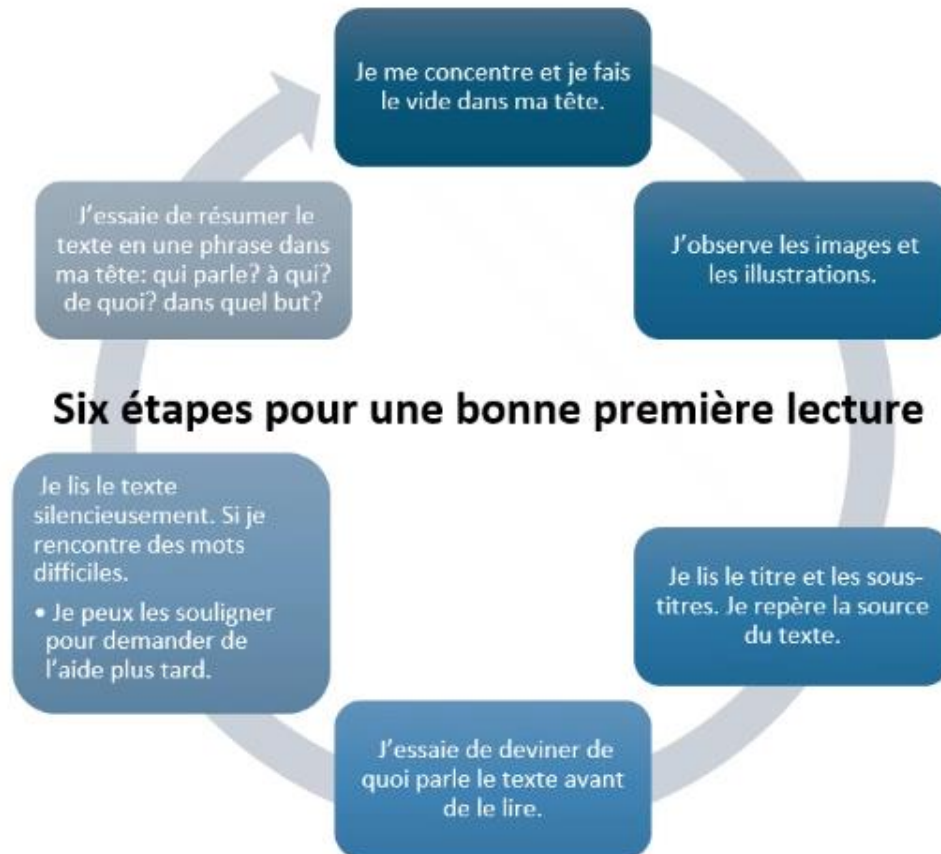 Je me concentre et je fais
le vide dans ma tête.
J'observe les images et
les illustrations.
Je lis le titre et les sous-
titres. Je repère la source
du texte.
J'essaie de deviner de
quoi parle le texte avant
de le lire.
Je lis le texte
silencieusement. Si je
rencontre des mots
difficiles.
• Je peux les souligner
pour demander de
l'aide plus tard.
J'essaie de résumer le
texte en une phrase dans
ma tête: qui parle? à qui?
de quoi? dans quel but?
Six étapes pour une bonne première lecture